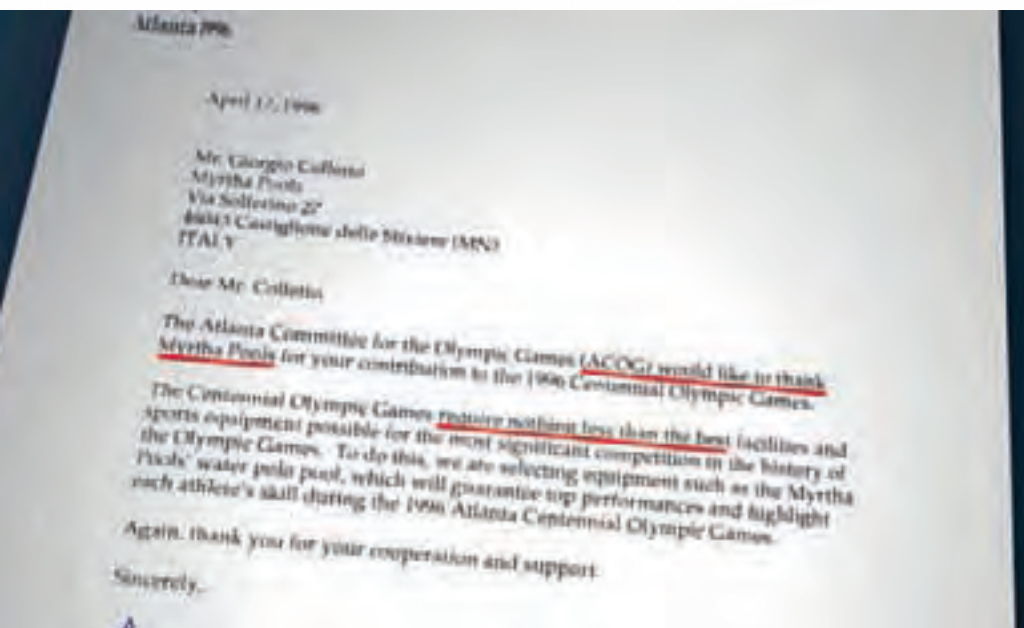 Atlanta 1996
April 17, 1996
Mr. Giorgio Colletto
Myrtha Pools
Via Solferino 27
Castiglione delle Stiviere (MN)
ITALY
Dear Mr. Colletto
The Atlanta Committee for the Olympic Games (ACOG) would like to thank
Myrtha Pools for your contribution to the 1996 Centennial Olympic Games.
The Centennial Olympic Games require nothing less than the best facilities and
sports equipment possible for the most significant competition in the history of
the Olympic Games. To do this, we are selecting equipment such as the Myrtha
Pools' water polo pool, which will guarantee top performances and highlight
each athlete's skill during the 1996 Atlanta Centennial Olympic Games.
Again, thank you for your cooperation and support.
Sincerely,